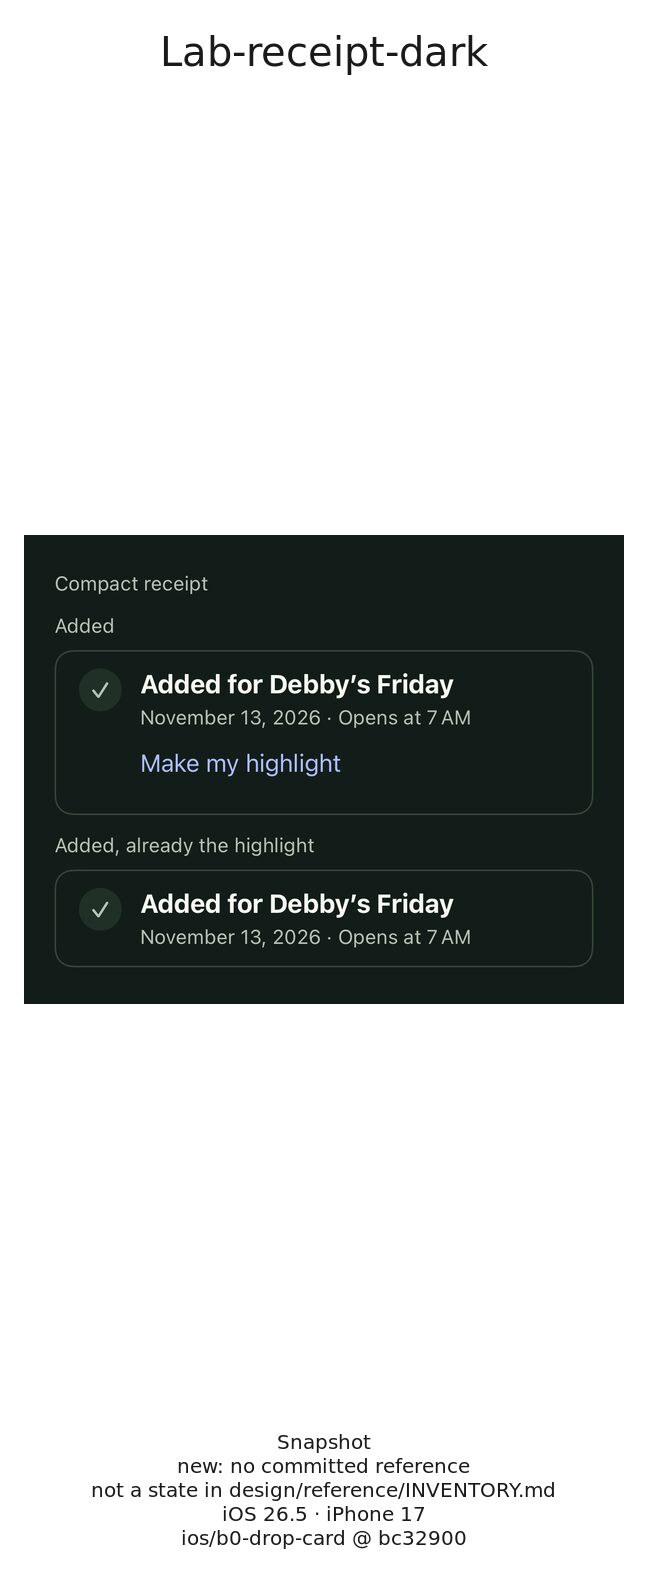 Lab-receipt-dark
Compact receipt
Added
Added for Debby’s Friday
November 13, 2026 · Opens at 7 AM
Make my highlight
Added, already the highlight
Added for Debby’s Friday
November 13, 2026 · Opens at 7 AM
Snapshot
new: no committed reference
not a state in design/reference/INVENTORY.md
iOS 26.5 · iPhone 17
ios/b0-drop-card @ bc32900